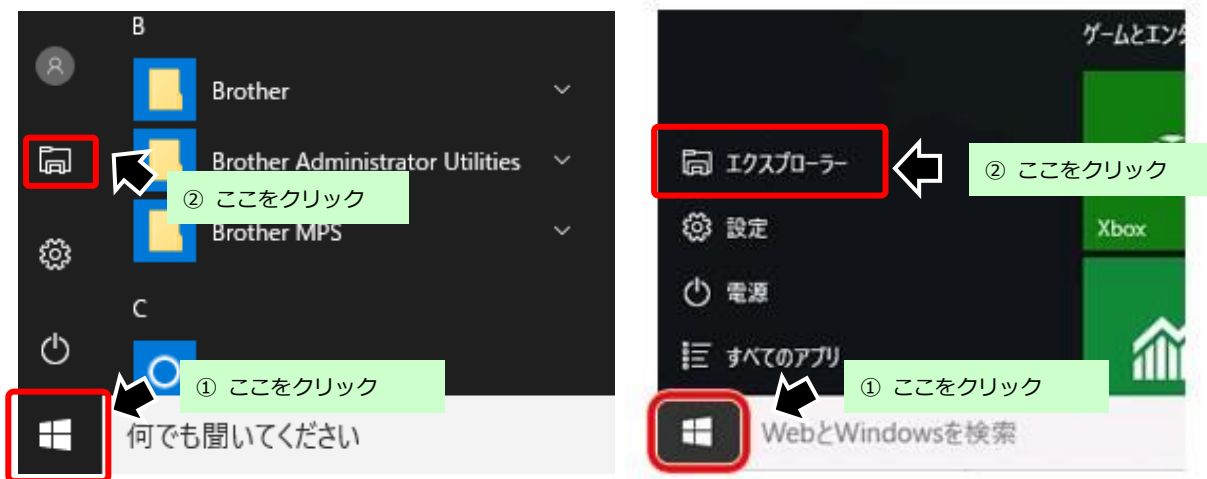 B
Brother
Brother Administrator Utilities
② ここをクリック
Brother MPS
C
① ここをクリック
何でも聞いてください
ゲームとエンタ
エクスプローラー
② ここをクリック
設定
Xbox
電源
すべてのアプリ
① ここをクリック
WebとWindowsを検索